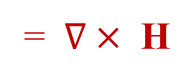 = ∇ × H